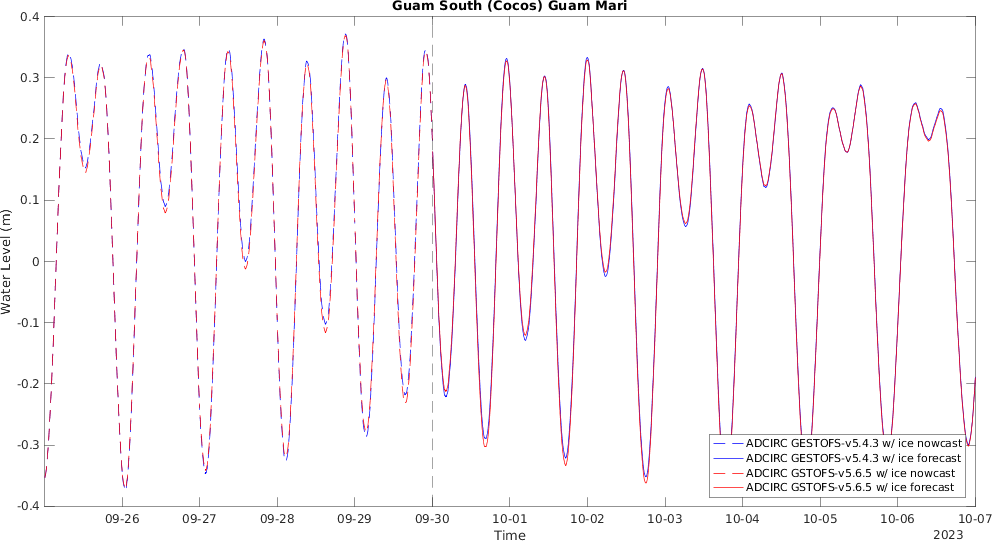 Guam South (Cocos) Guam Mari
Water Level (m)
0.4
0.3
0.2
0.1
0
-0.1
-0.2
-0.3
-0.4
ADCIRC GESTOFS-v5.4.3 w/ ice nowcast
ADCIRC GESTOFS-v5.4.3 w/ ice forecast
ADCIRC GSTOFS-v5.6.5 w/ ice nowcast
ADCIRC GSTOFS-v5.6.5 w/ ice forecast
09-26 09-27 09-28 09-29 09-30 10-01 10-02 10-03 10-04 10-05 10-06 10-07
Time
2023